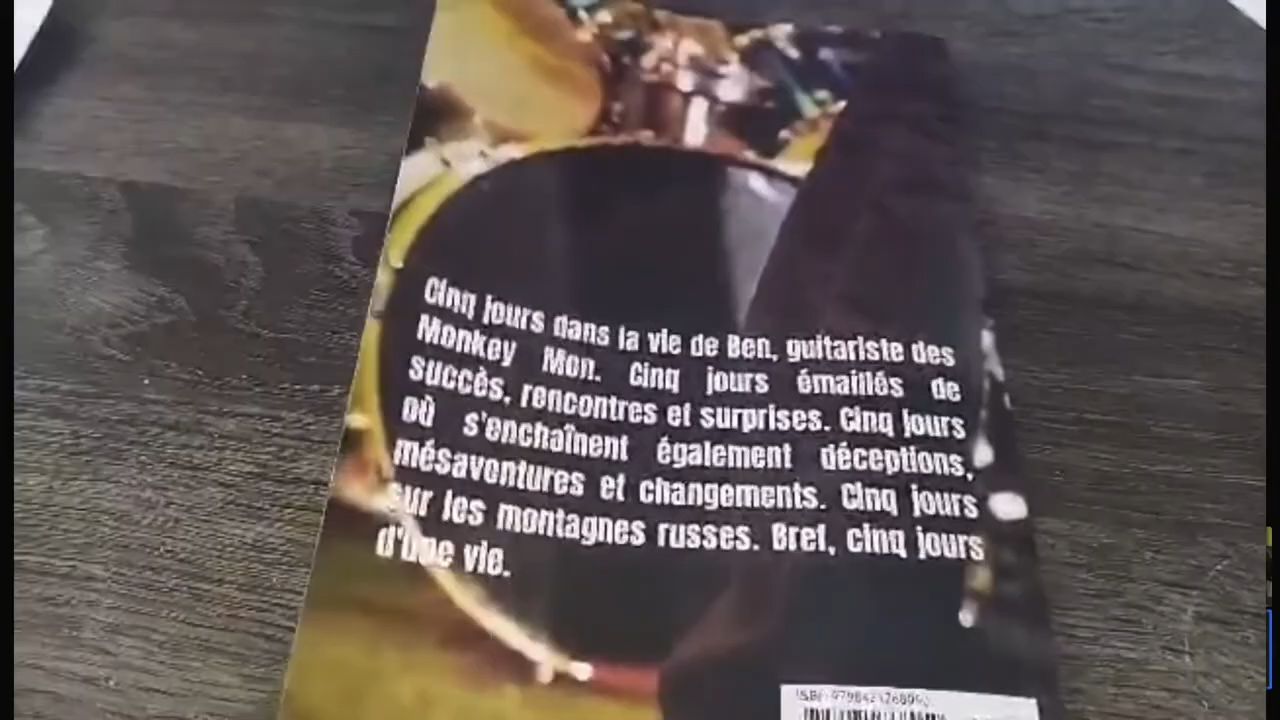 Cinq jours dans la vie de Ben, guitariste des
Monkey Mon. Cinq jours émaillés de
succès, rencontres et surprises. Cinq jours
où s'enchaînent également déceptions,
mésaventures et changements. Cinq jours
sur les montagnes russes. Bref, cinq jours
d'une vie.
ISBN